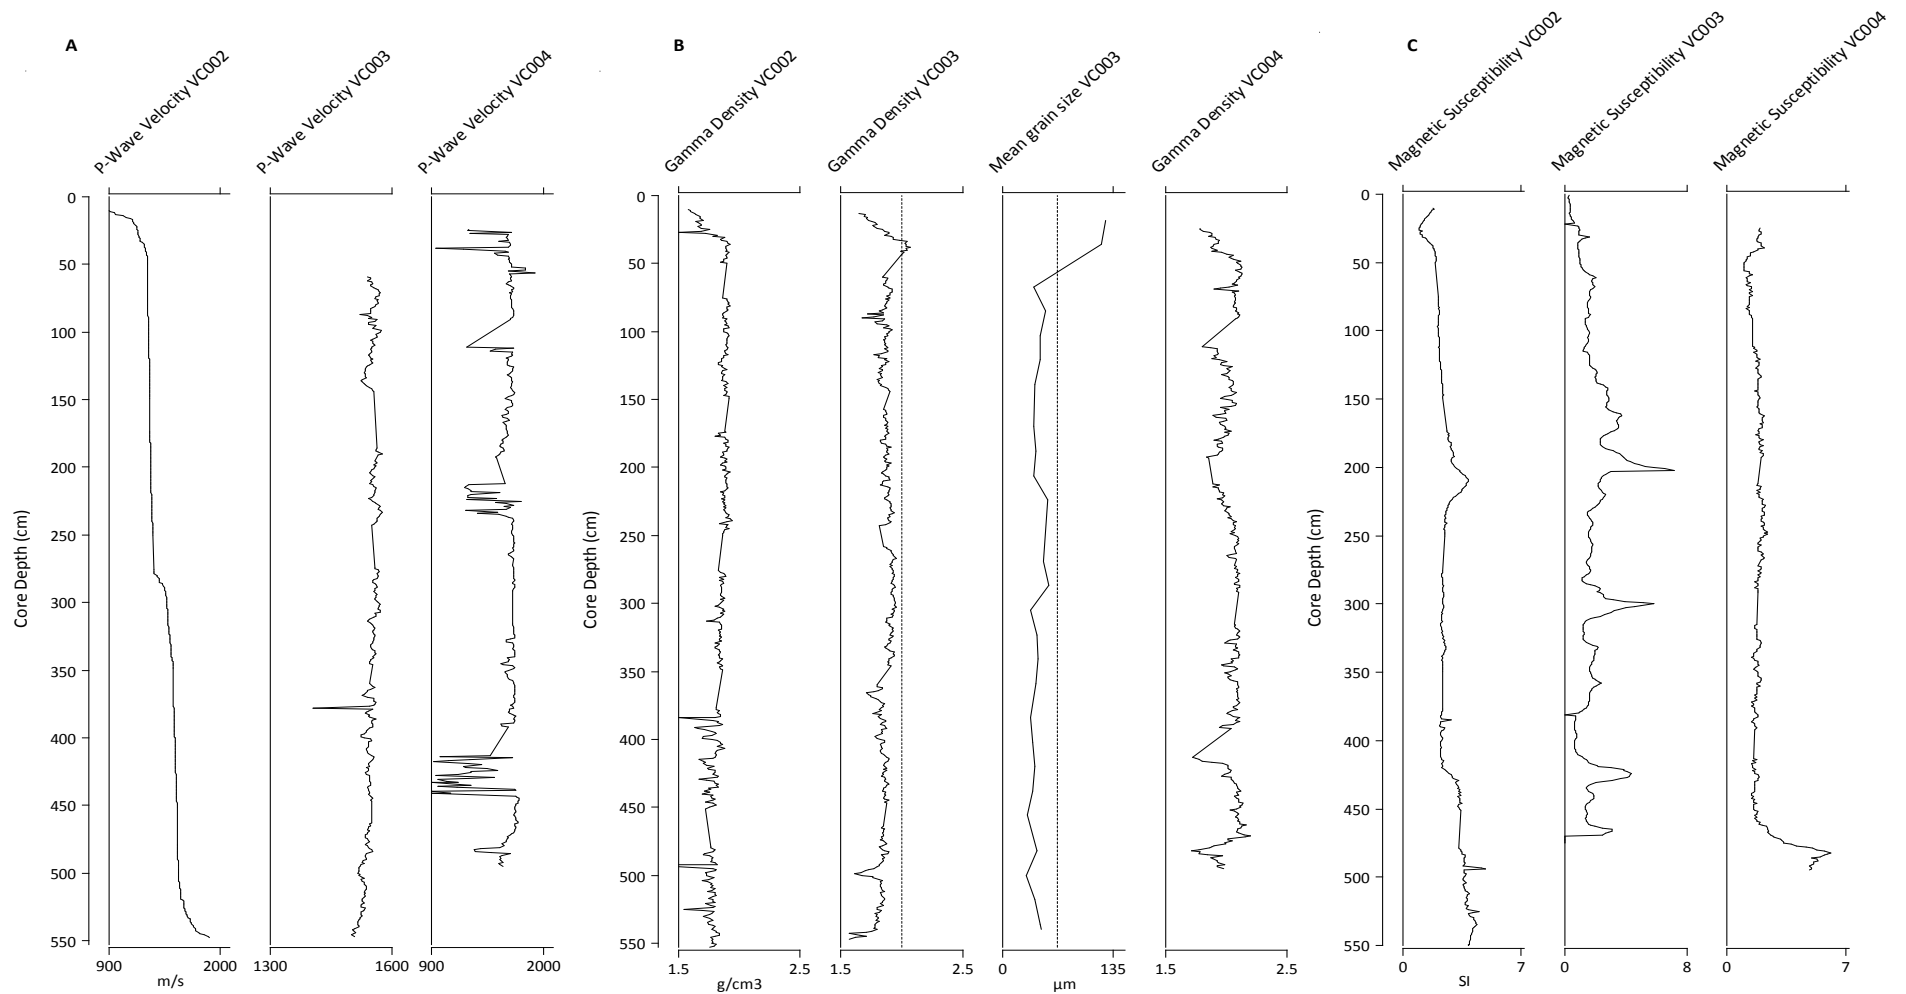 A
P-Wave Velocity VC002
P-Wave Velocity VC003
P-Wave Velocity VC004
0
50
100
150
200
250
300
350
400
450
500
550
Core Depth (cm)
900
2000
1300
1600
900
2000
m/s
B
Gamma Density VC002
Gamma Density VC003
Mean grain size VC003
Gamma Density VC004
0
50
100
150
200
250
300
350
400
450
500
550
Core Depth (cm)
1.5
2.5
1.5
2.5
0
135
1.5
2.5
g/cm3
µm
C
Magnetic Susceptibility VC002
Magnetic Susceptibility VC003
Magnetic Susceptibility VC004
0
50
100
150
200
250
300
350
400
450
500
550
Core Depth (cm)
0
7
0
8
0
7
SI